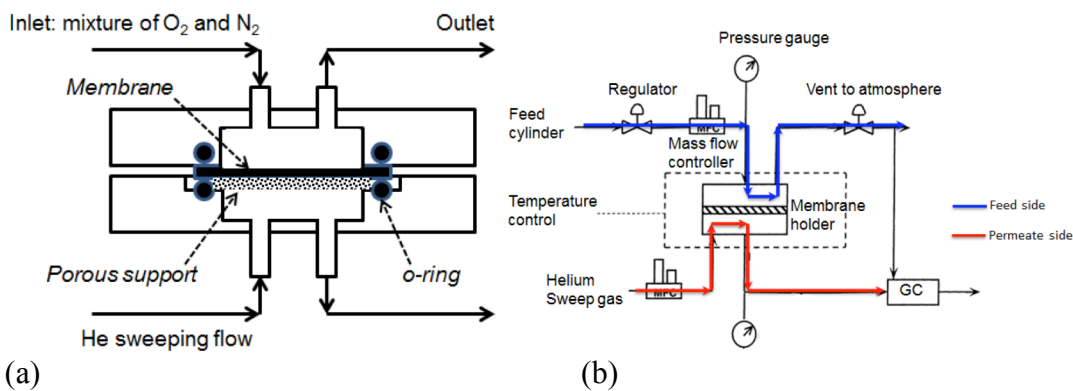 Inlet: mixture of O2 and N2
Outlet
Membrane
Porous support
o-ring
He sweeping flow
(a)
Pressure gauge
Regulator
Vent to atmosphere
Feed
cylinder
MFC
Mass flow
controller
Temperature
control
Membrane
holder
Feed side
Permeate side
Helium
Sweep gas
MFC
GC
(b)